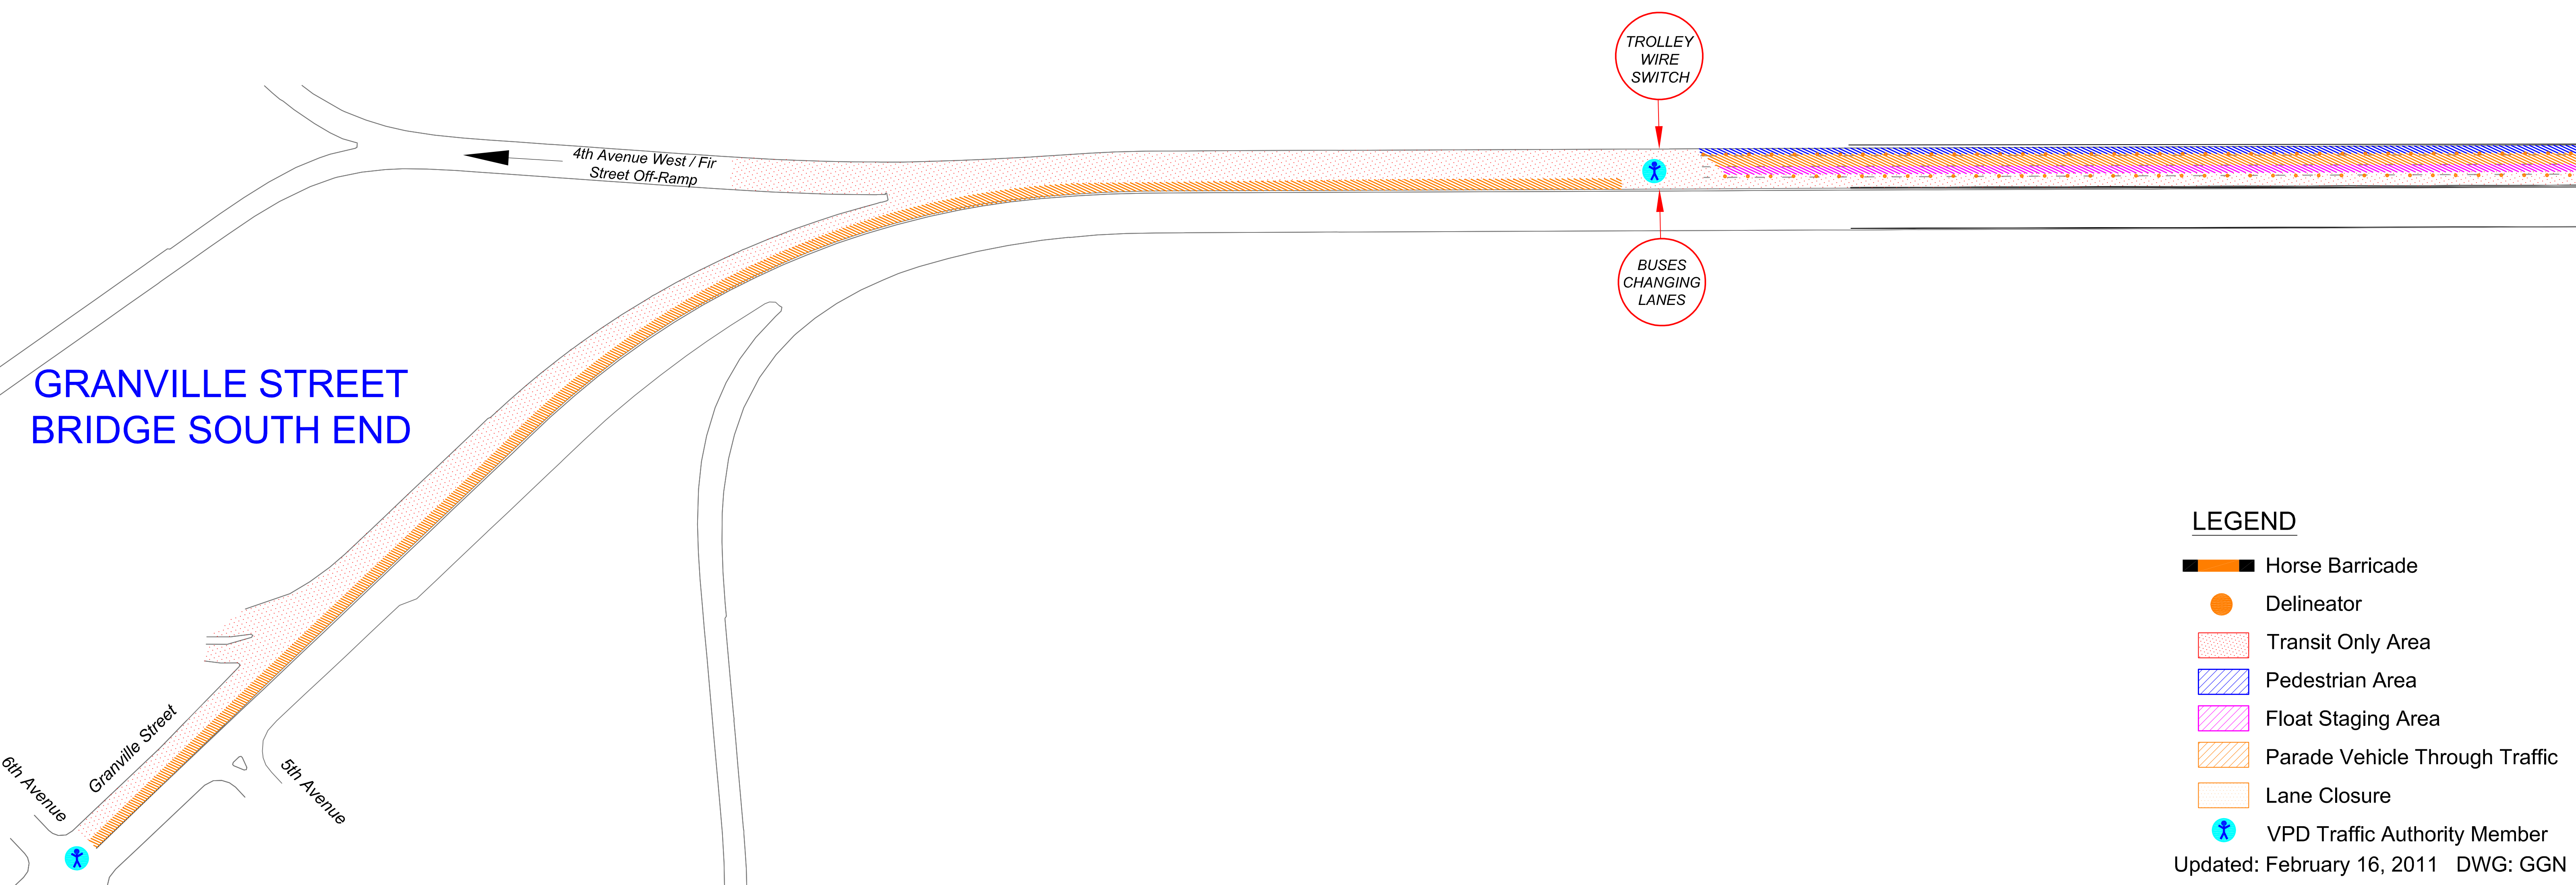 TROLLEY
WIRE
SWITCH
4th Avenue West / Fir
Street Off-Ramp
BUSES
CHANGING
LANES
GRANVILLE STREET
BRIDGE SOUTH END
Granville Street
6th Avenue
5th Avenue
LEGEND
Horse Barricade
Delineator
Transit Only Area
Pedestrian Area
Float Staging Area
Parade Vehicle Through Traffic
Lane Closure
VPD Traffic Authority Member
Updated: February 16, 2011 DWG: GGN